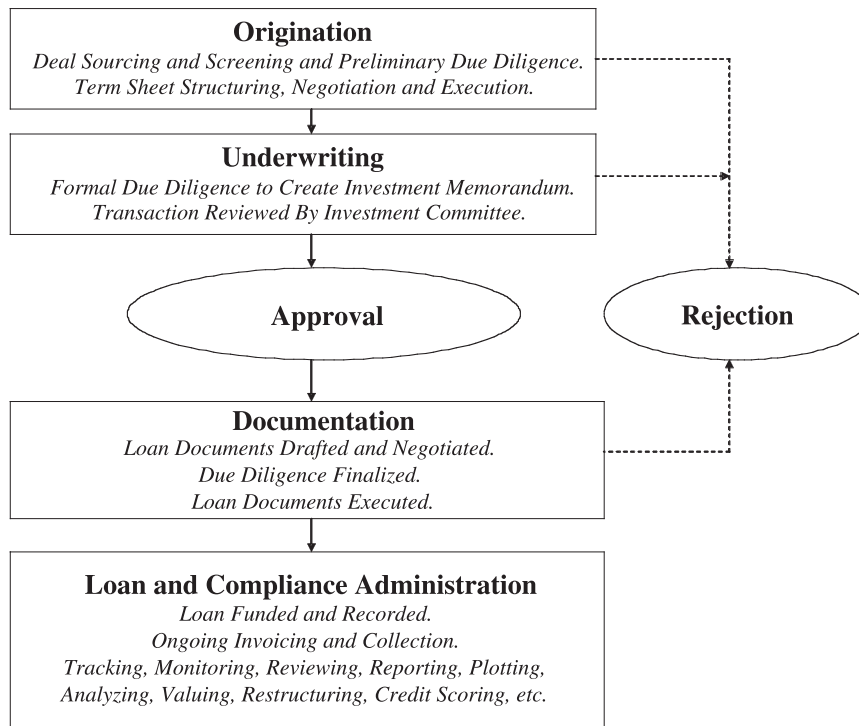 Origination
Deal Sourcing and Screening and Preliminary Due Diligence.
Term Sheet Structuring, Negotiation and Execution.
Underwriting
Formal Due Diligence to Create Investment Memorandum.
Transaction Reviewed By Investment Committee.
Approval
Rejection
Documentation
Loan Documents Drafted and Negotiated.
Due Diligence Finalized.
Loan Documents Executed.
Loan and Compliance Administration
Loan Funded and Recorded.
Ongoing Invoicing and Collection.
Tracking, Monitoring, Reviewing, Reporting, Plotting,
Analyzing, Valuing, Restructuring, Credit Scoring, etc.